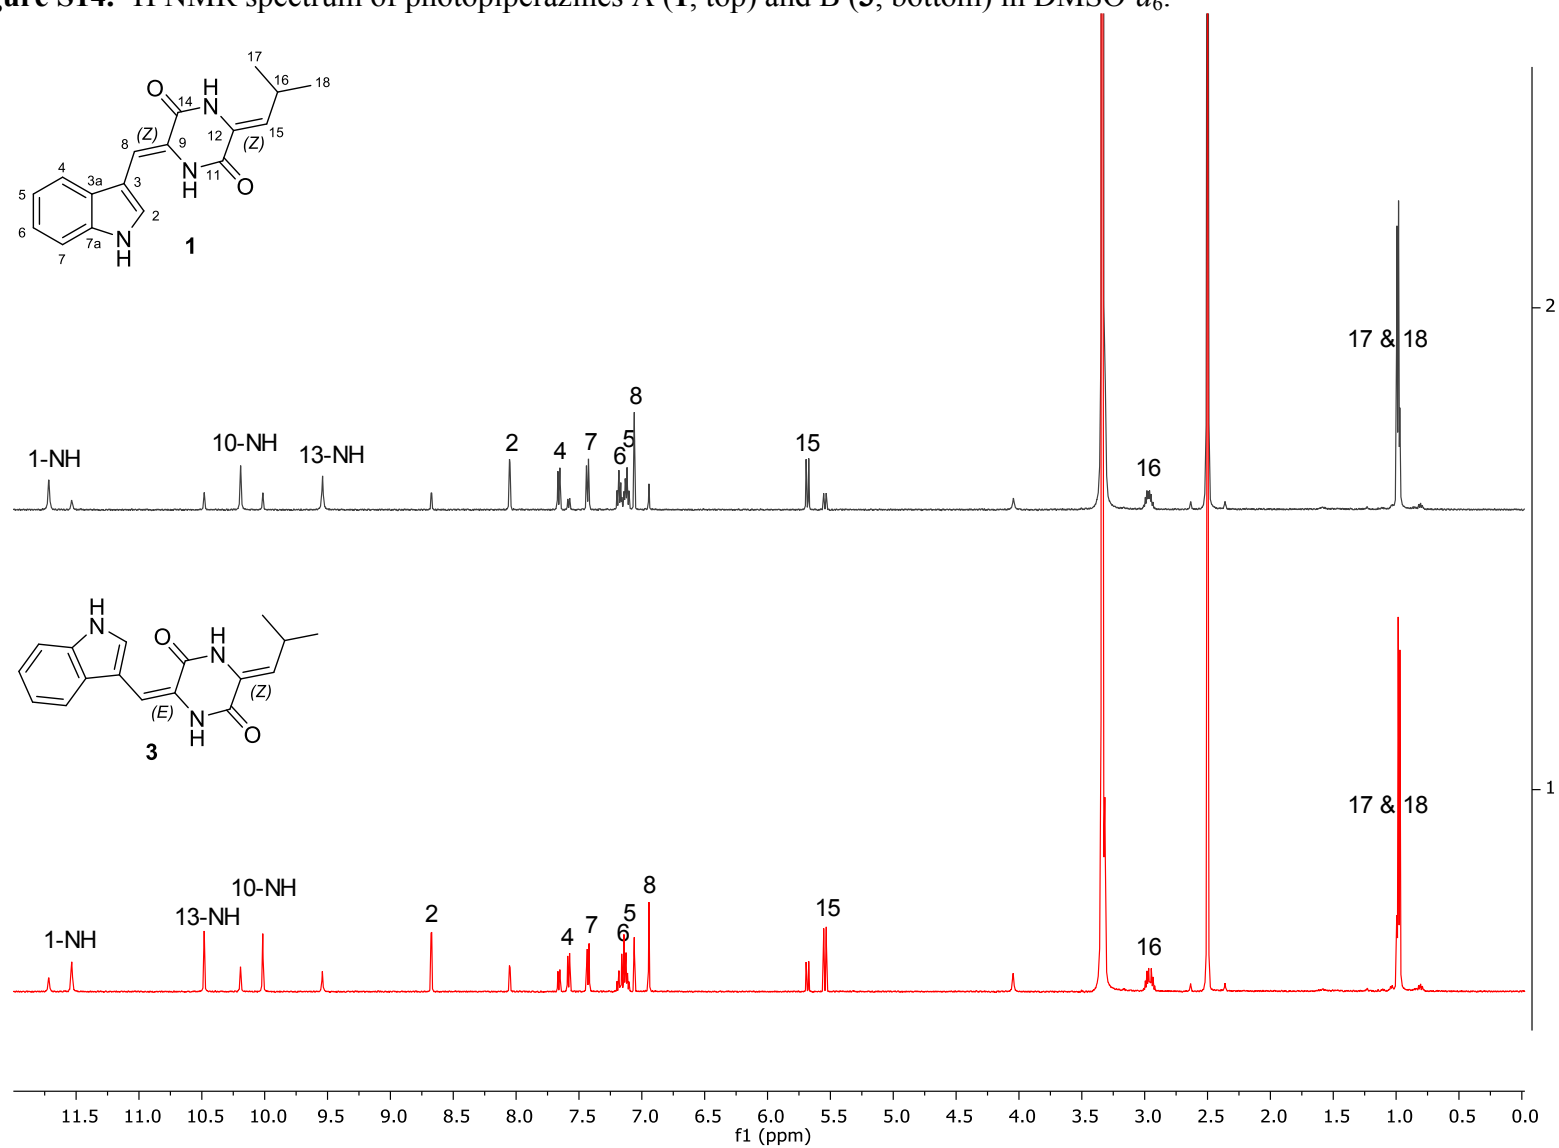 gure S14. ¹H NMR spectrum of photopiperazines A (1, top) and B (3, bottom) in DMSO-d₆.
17
16
18
O
H
N
14
(Z)
8
9
12
15
(Z)
N
H
11
O
4
3a
3
5
2
6
7a
N
H
7
1
2
17 & 18
8
1-NH
10-NH
13-NH
2
4
7
6
5
15
16
H
N
O
H
N
(Z)
(E)
N
H
O
3
1
17 & 18
1-NH
13-NH
10-NH
2
4
7
6
5
8
15
16
11.5 11.0 10.5 10.0 9.5 9.0 8.5 8.0 7.5 7.0 6.5 6.0 5.5 5.0 4.5 4.0 3.5 3.0 2.5 2.0 1.5 1.0 0.5 0.0
f1 (ppm)